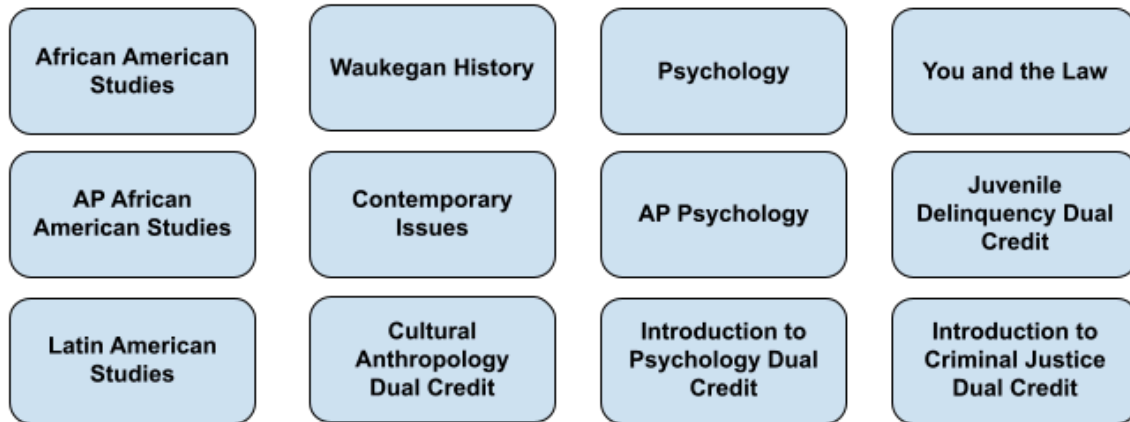 African American
Studies
Waukegan History
Psychology
You and the Law
AP African
American Studies
Contemporary
Issues
AP Psychology
Juvenile
Delinquency Dual
Credit
Latin American
Studies
Cultural
Anthropology
Dual Credit
Introduction to
Psychology Dual
Credit
Introduction to
Criminal Justice
Dual Credit